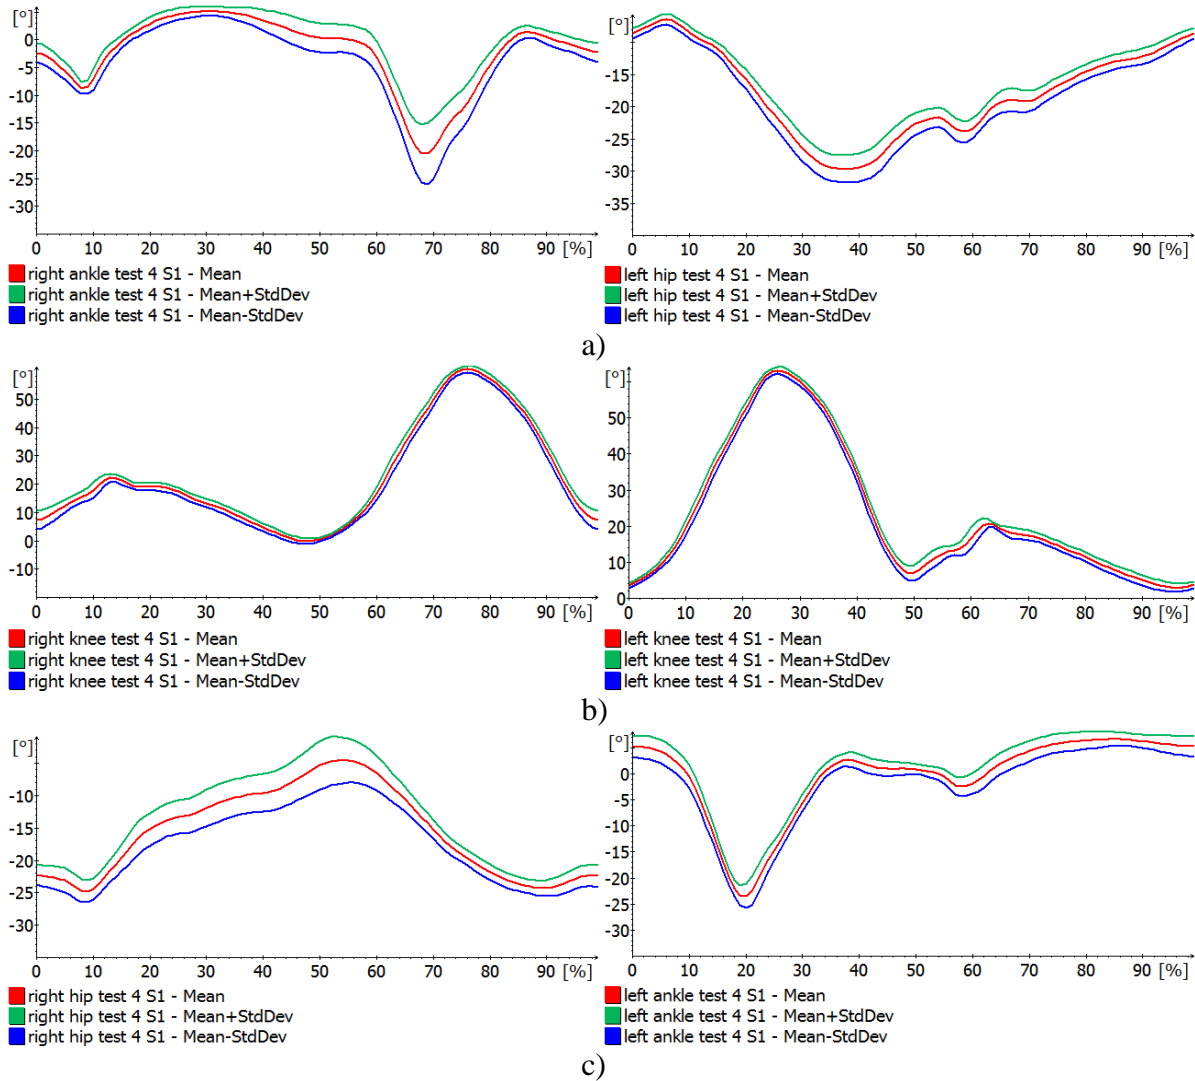 [°]
0
-5
-10
-15
-20
-25
-30
0 10 20 30 40 50 60 70 80 90 [%]
right ankle test 4 S1 - Mean
right ankle test 4 S1 - Mean+StdDev
right ankle test 4 S1 - Mean-StdDev
[°]
-15
-20
-25
-30
-35
0 10 20 30 40 50 60 70 80 90 [%]
left hip test 4 S1 - Mean
left hip test 4 S1 - Mean+StdDev
left hip test 4 S1 - Mean-StdDev
a)
[°]
50
40
30
20
10
0
-10
0 10 20 30 40 50 60 70 80 90 [%]
right knee test 4 S1 - Mean
right knee test 4 S1 - Mean+StdDev
right knee test 4 S1 - Mean-StdDev
[°]
50
40
30
20
10
0
0 10 20 30 40 50 60 70 80 90 [%]
left knee test 4 S1 - Mean
left knee test 4 S1 - Mean+StdDev
left knee test 4 S1 - Mean-StdDev
b)
[°]
-5
-10
-15
-20
-25
-30
0 10 20 30 40 50 60 70 80 90 [%]
right hip test 4 S1 - Mean
right hip test 4 S1 - Mean+StdDev
right hip test 4 S1 - Mean-StdDev
[°]
0
-5
-10
-15
-20
-25
-30
0 10 20 30 40 50 60 70 80 90 [%]
left ankle test 4 S1 - Mean
left ankle test 4 S1 - Mean+StdDev
left ankle test 4 S1 - Mean-StdDev
c)